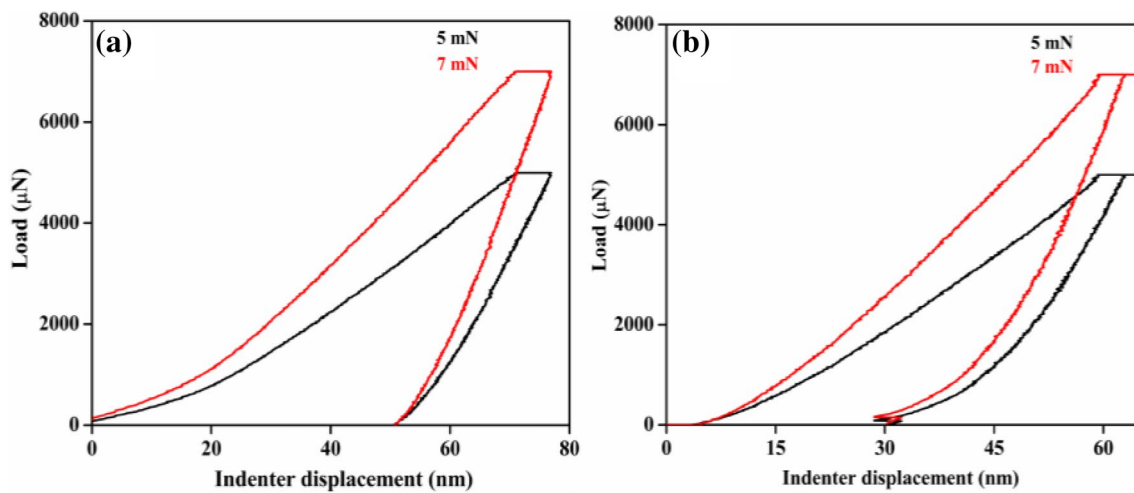 (a)
5 mN
7 mN
8000
6000
4000
2000
0
Load (μN)
0 20 40 60 80
Indenter displacement (nm)
(b)
5 mN
7 mN
8000
6000
4000
2000
0
Load (μN)
0 15 30 45 60
Indenter displacement (nm)